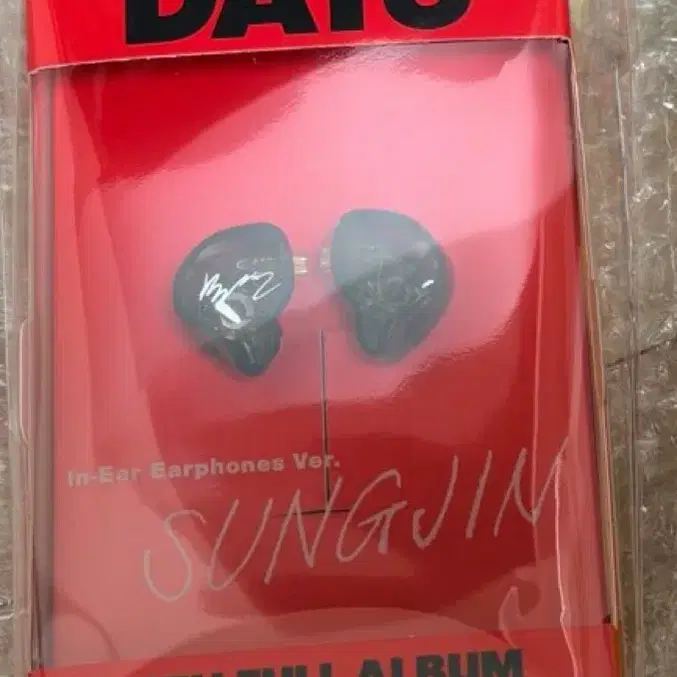 DAY6
In-Ear Earphones Ver.
SUNGJIN
FULL ALBUM